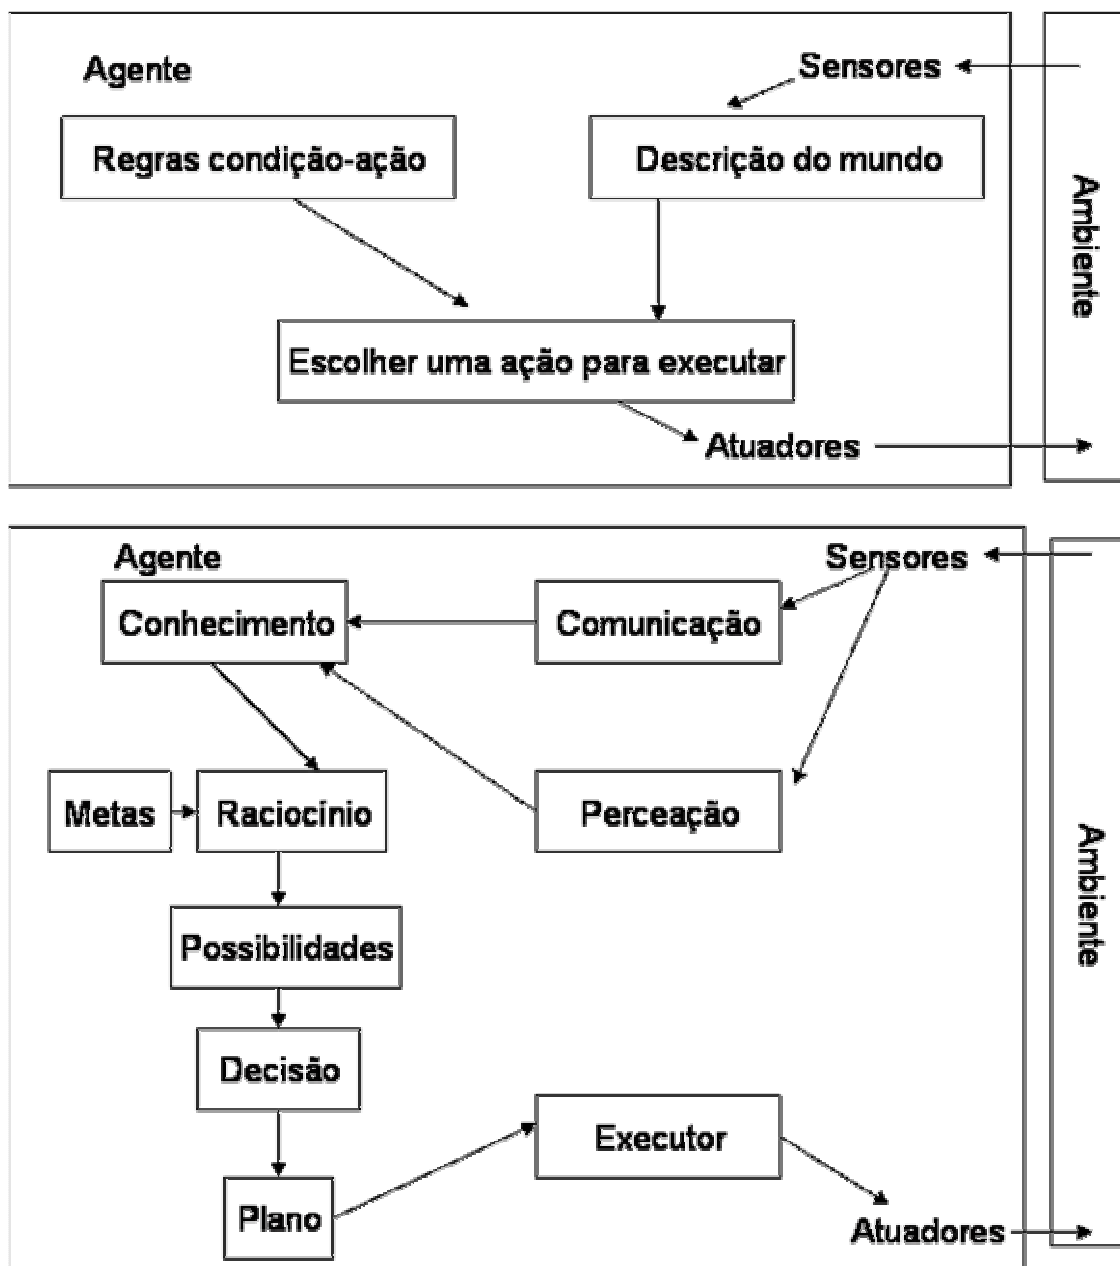 Agente
Sensores
Regras condição-ação
Descrição do mundo
Ambiente
Escolher uma ação para executar
Atuadores
Agente
Sensores
Conhecimento
Comunicação
Metas
Raciocínio
Perceação
Ambiente
Possibilidades
Decisão
Executor
Plano
Atuadores